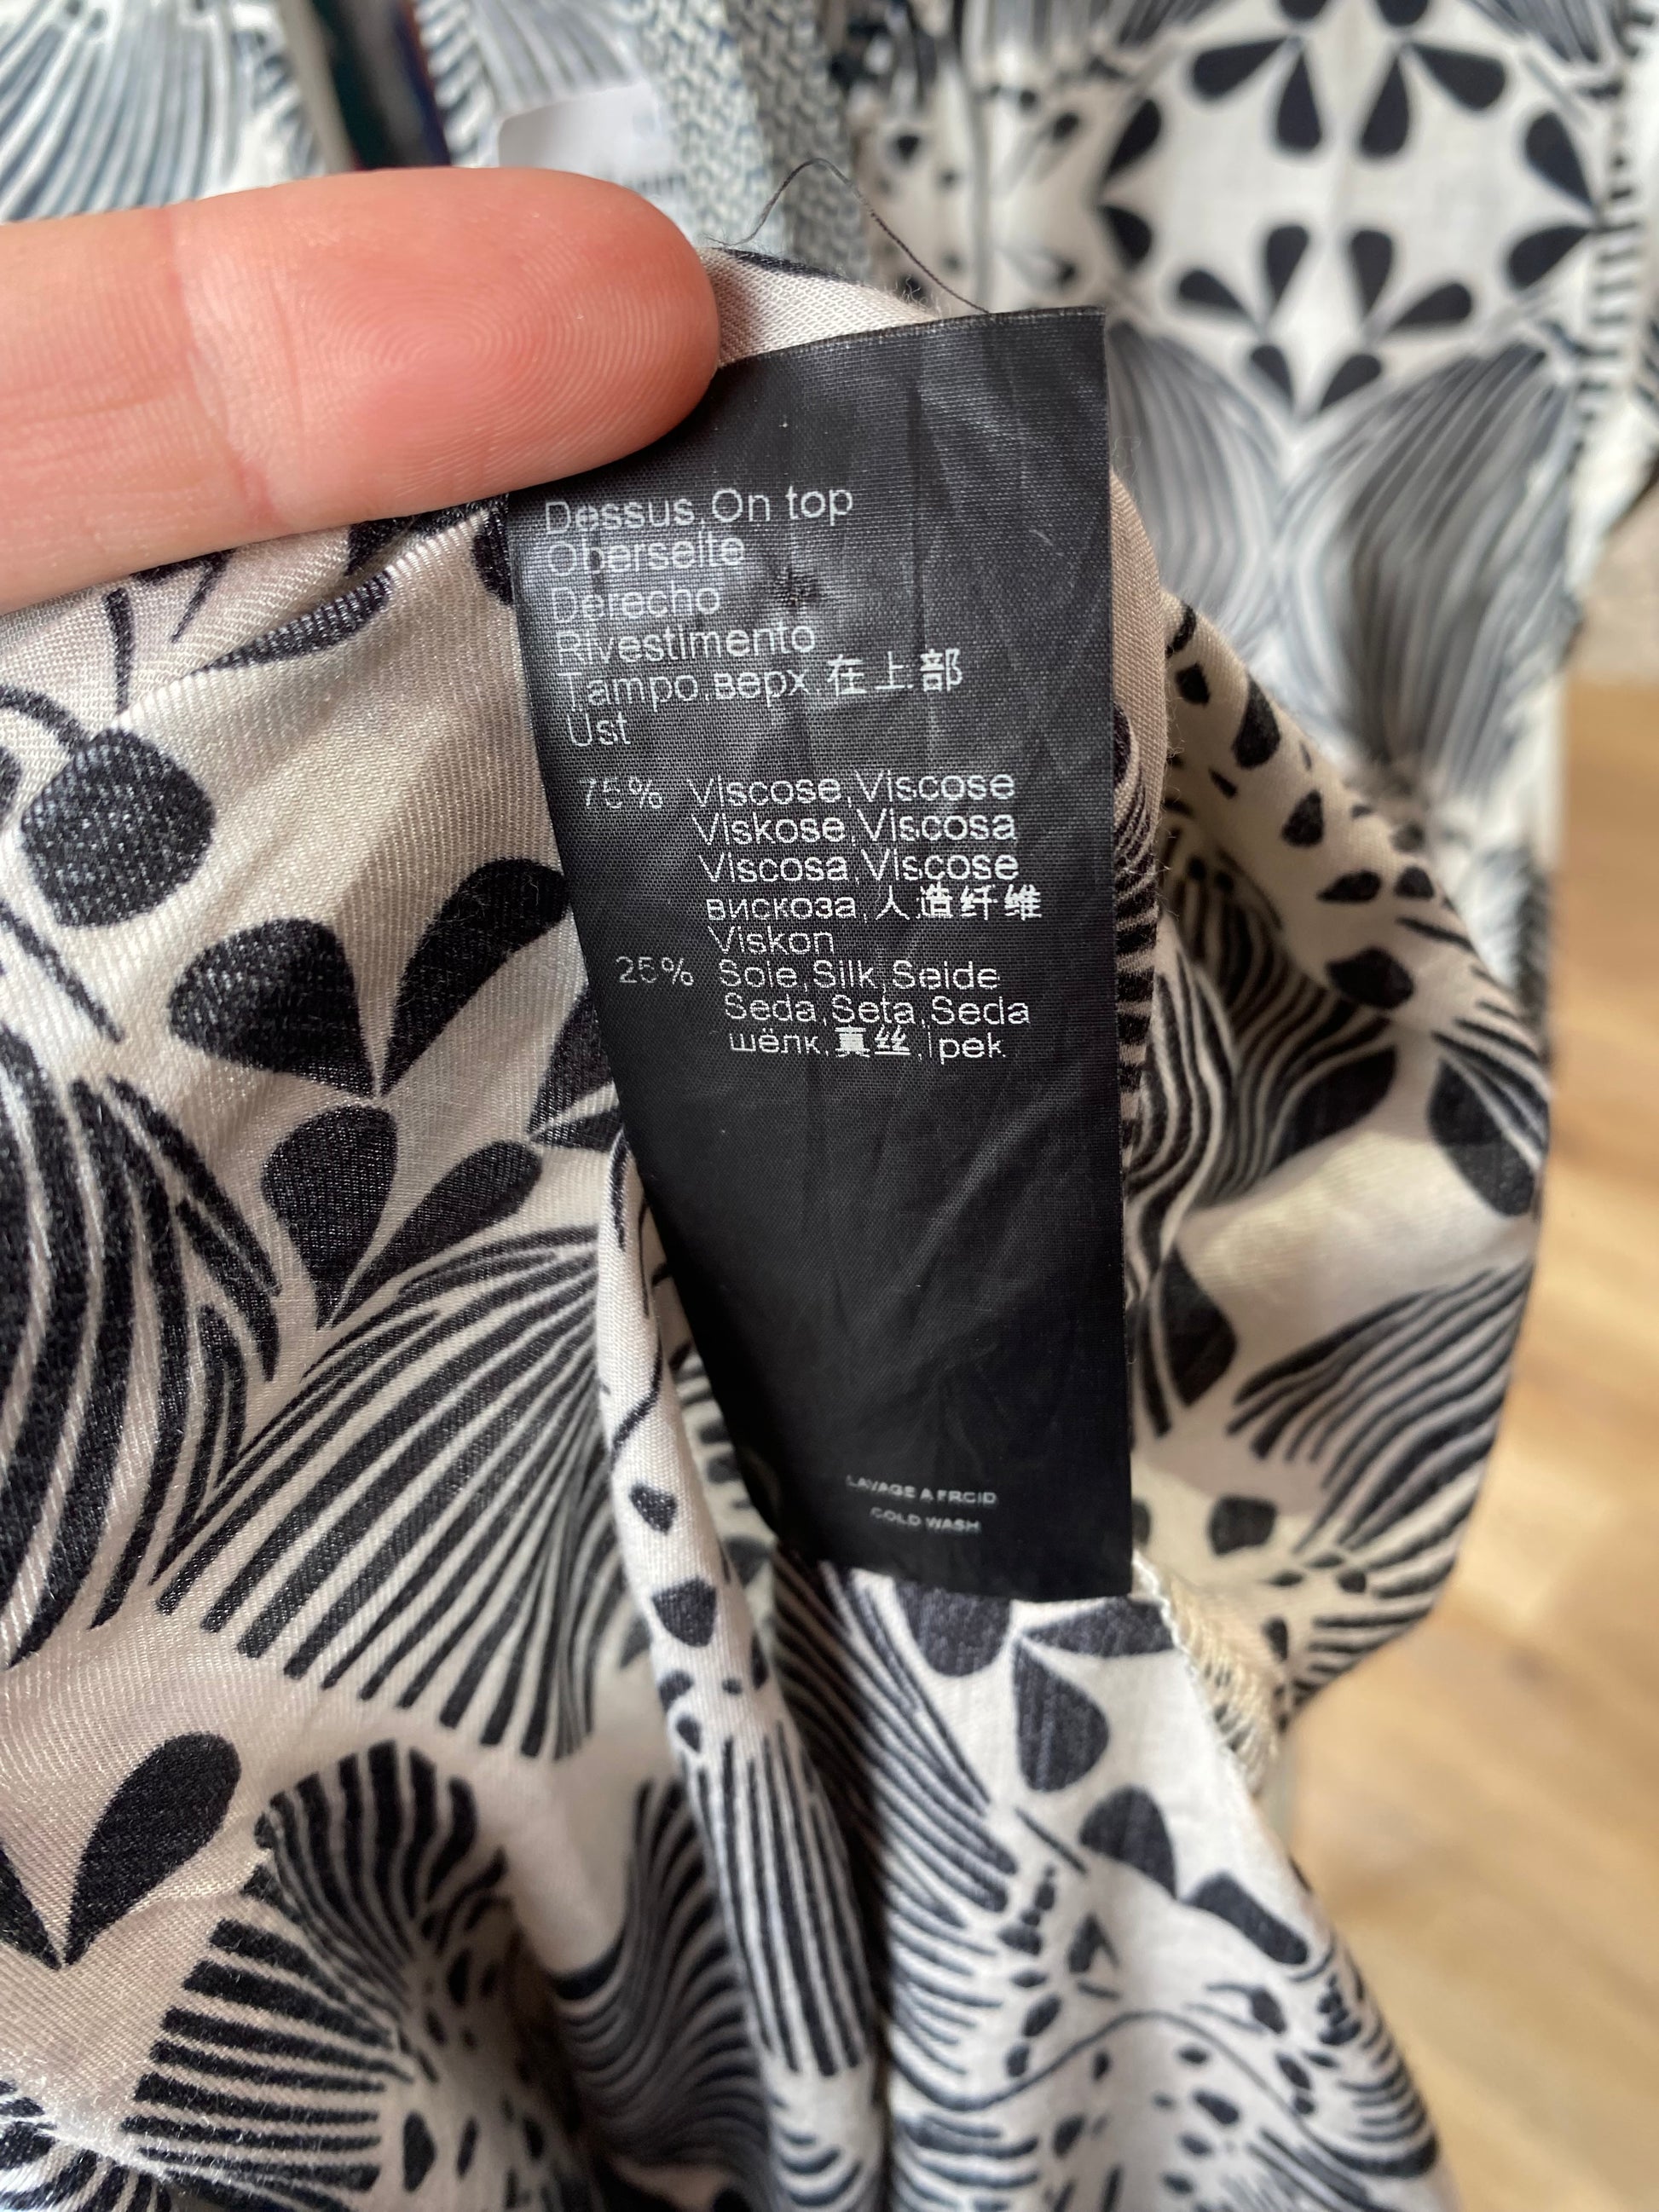 Dessus,On top
Oberseite
Derecho
Rivestimento
Tampo,верх,在上部
Ust
75% Viscose,Viscose
Viskose,Viscosa
Viscosa,Viscose
вискоза,人造纤维
Viskon
25% Soie,Silk,Seide
Seda,Seta,Seda
шёлк,真丝,ipek
LAVAGE A FROID
COLD WASH